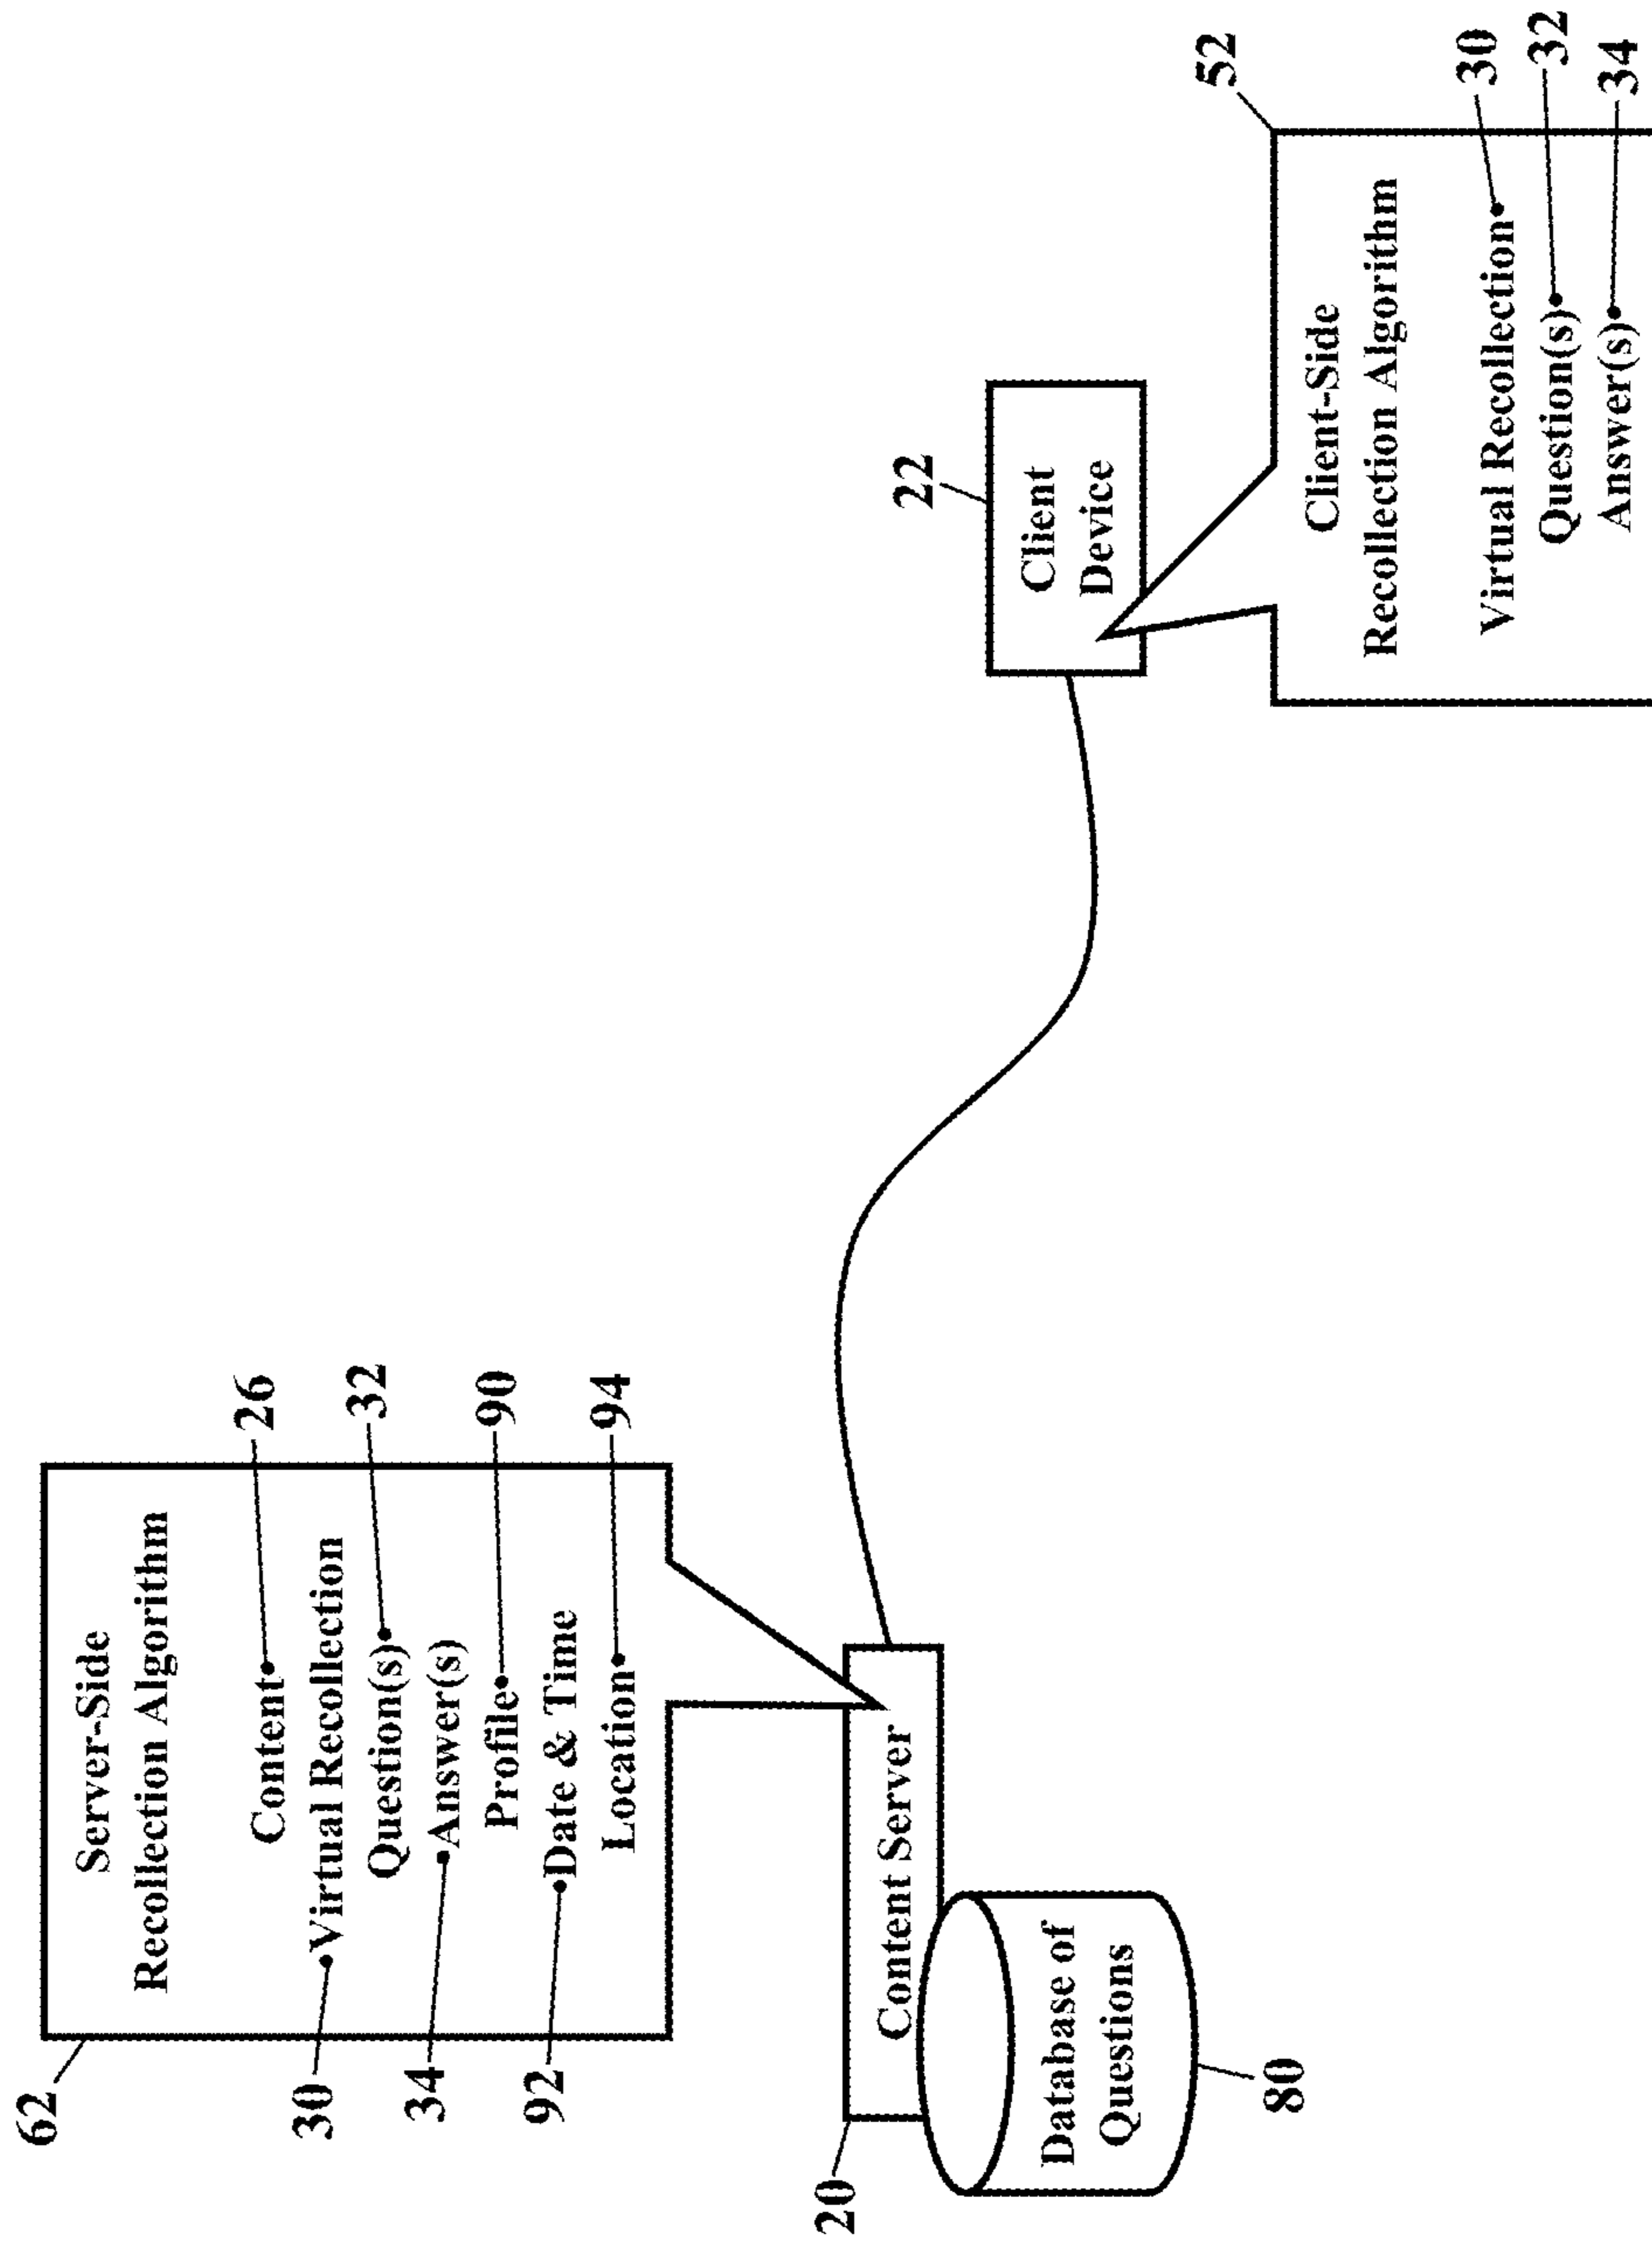 62
Server-Side
Recollection Algorithm
Content
26
30
Virtual Recollection
Question(s)
32
34
Answer(s)
Profile
90
92
Date & Time
Location
94
20
Content Server
Database of
Questions
80
22
Client
Device
52
Client-Side
Recollection Algorithm
Virtual Recollection
30
Question(s)
32
Answer(s)
34